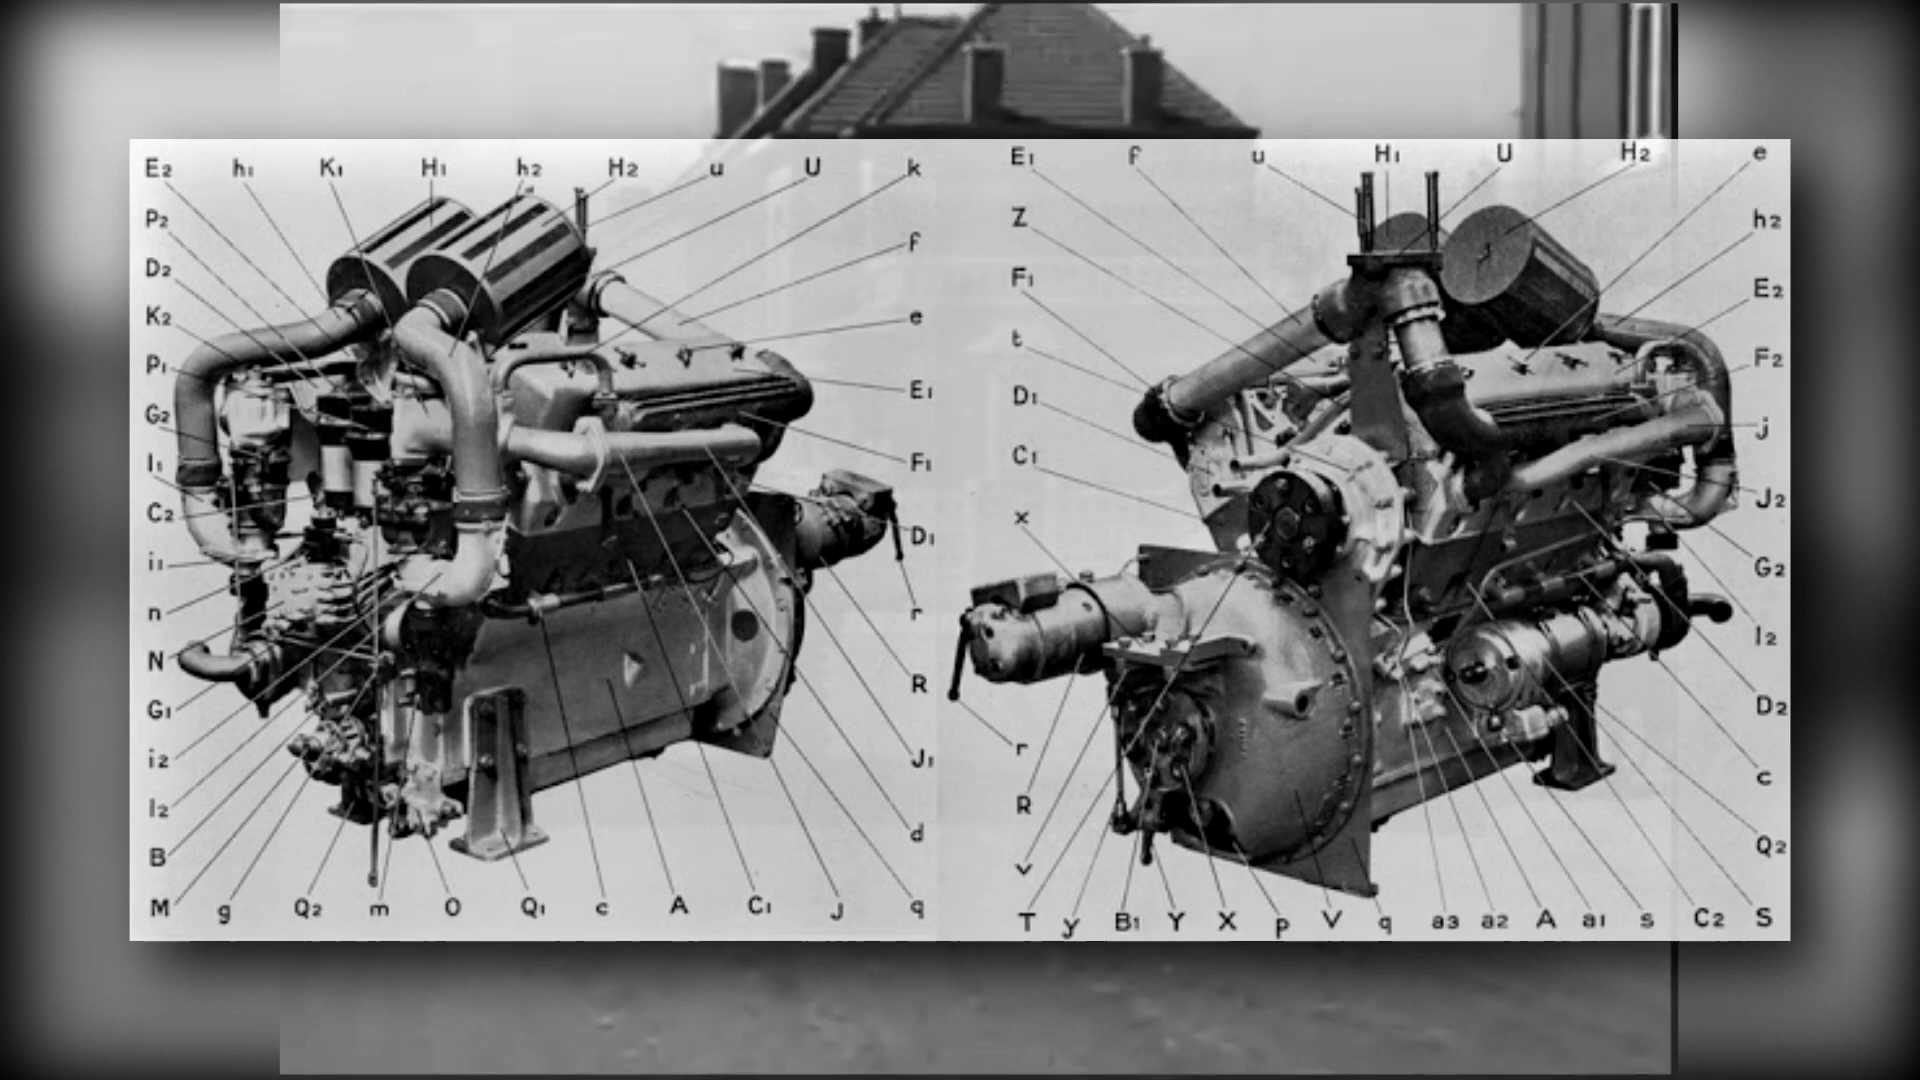 E2 h1 K1 H1 h2 H2 u U k
P2
D2
K2
P1
G2
I1
C2
i1
n
N
G1
i2
I2
B
M g Q2 m O Q1 c A C1 J q
f
e
E1
F1
D1
r
R
J1
d
E1 f u H1 U H2 e
Z
F1
t
D1
C1
x
r
R
v
T y B1 Y X p V q a3 a2 A a1 s C2 S
h2
E2
F2
j
J2
G2
I2
D2
c
Q2